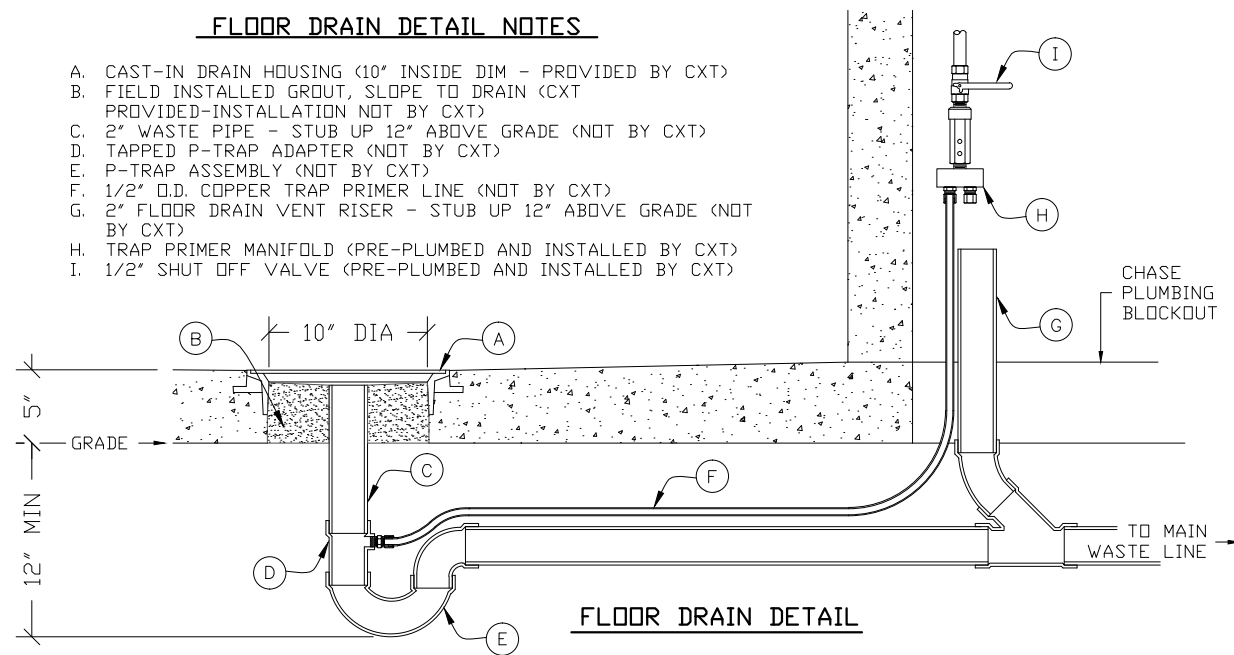 FLOOR DRAIN DETAIL NOTES
A. CAST-IN DRAIN HOUSING (10" INSIDE DIM - PROVIDED BY CXT)
B. FIELD INSTALLED GROUT, SLOPE TO DRAIN (CXT
PROVIDED-INSTALLATION NOT BY CXT)
C. 2" WASTE PIPE - STUB UP 12" ABOVE GRADE (NOT BY CXT)
D. TAPPED P-TRAP ADAPTER (NOT BY CXT)
E. P-TRAP ASSEMBLY (NOT BY CXT)
F. 1/2" O.D. COPPER TRAP PRIMER LINE (NOT BY CXT)
G. 2" FLOOR DRAIN VENT RISER - STUB UP 12" ABOVE GRADE (NOT
BY CXT)
H. TRAP PRIMER MANIFOLD (PRE-PLUMBED AND INSTALLED BY CXT)
I. 1/2" SHUT OFF VALVE (PRE-PLUMBED AND INSTALLED BY CXT)
I
H
CHASE
PLUMBING
BLOCKOUT
G
B
10" DIA
A
5"
GRADE
C
F
12" MIN
D
TO MAIN
WASTE LINE
E
FLOOR DRAIN DETAIL